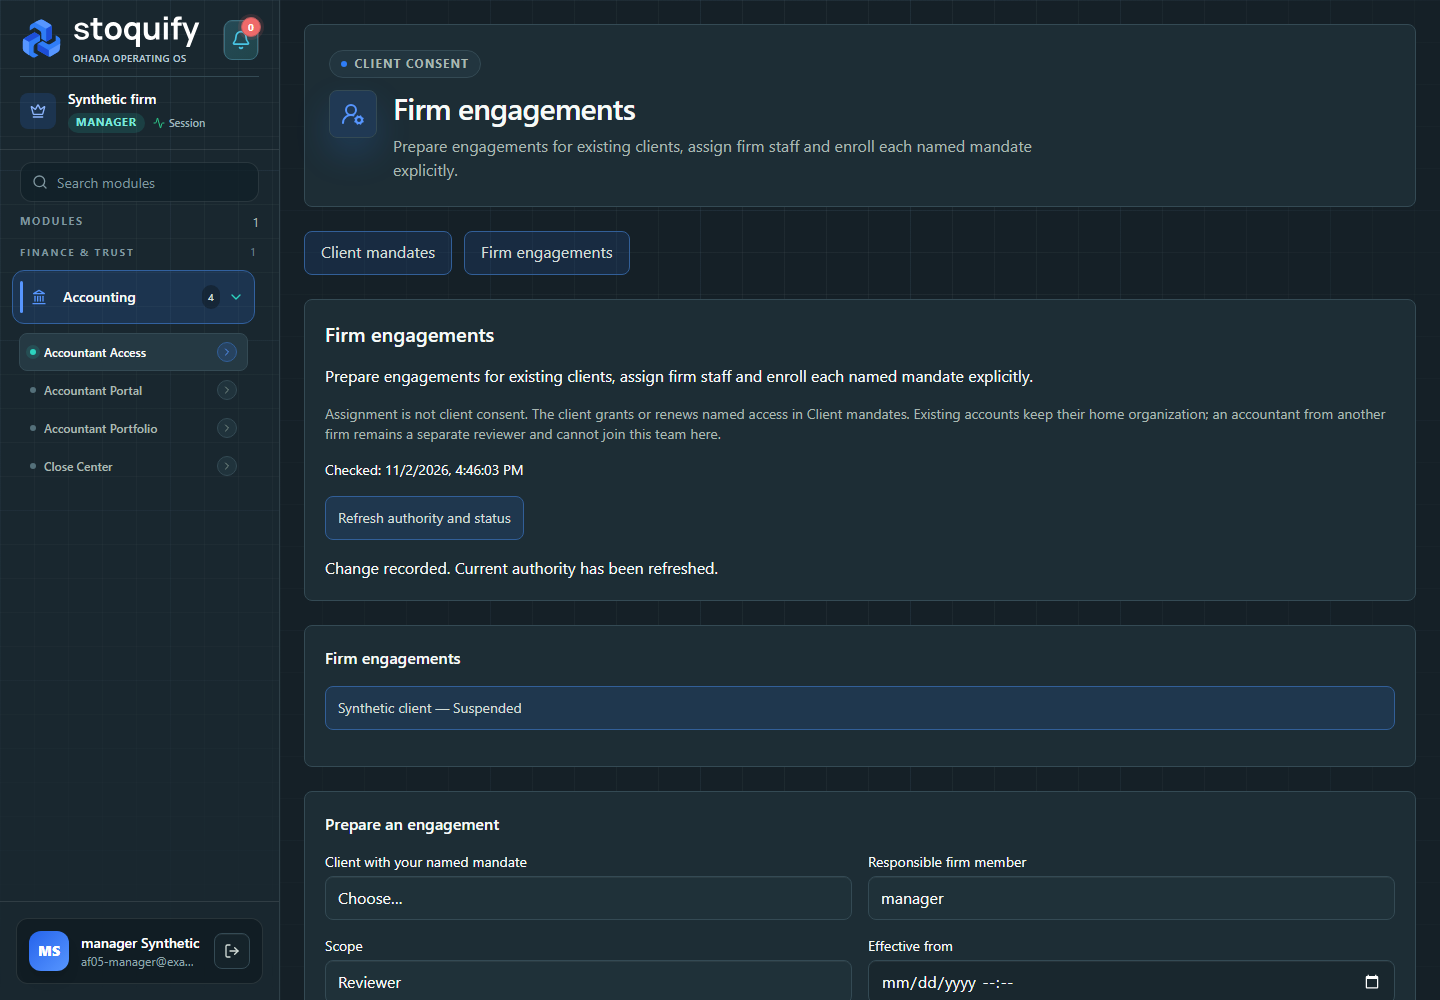 stoquify
OHADA OPERATING OS
0
Synthetic firm
MANAGER
Session
Search modules
MODULES
1
FINANCE & TRUST
1
Accounting
4
Accountant Access
Accountant Portal
Accountant Portfolio
Close Center
MS
manager Synthetic
af05-manager@exa...
CLIENT CONSENT
Firm engagements
Prepare engagements for existing clients, assign firm staff and enroll each named mandate
explicitly.
Client mandates
Firm engagements
Firm engagements
Prepare engagements for existing clients, assign firm staff and enroll each named mandate explicitly.
Assignment is not client consent. The client grants or renews named access in Client mandates. Existing accounts keep their home organization; an accountant from another
firm remains a separate reviewer and cannot join this team here.
Checked: 11/2/2026, 4:46:03 PM
Refresh authority and status
Change recorded. Current authority has been refreshed.
Firm engagements
Synthetic client — Suspended
Prepare an engagement
Client with your named mandate
Choose...
Responsible firm member
manager
Scope
Reviewer
Effective from
mm/dd/yyyy --:--